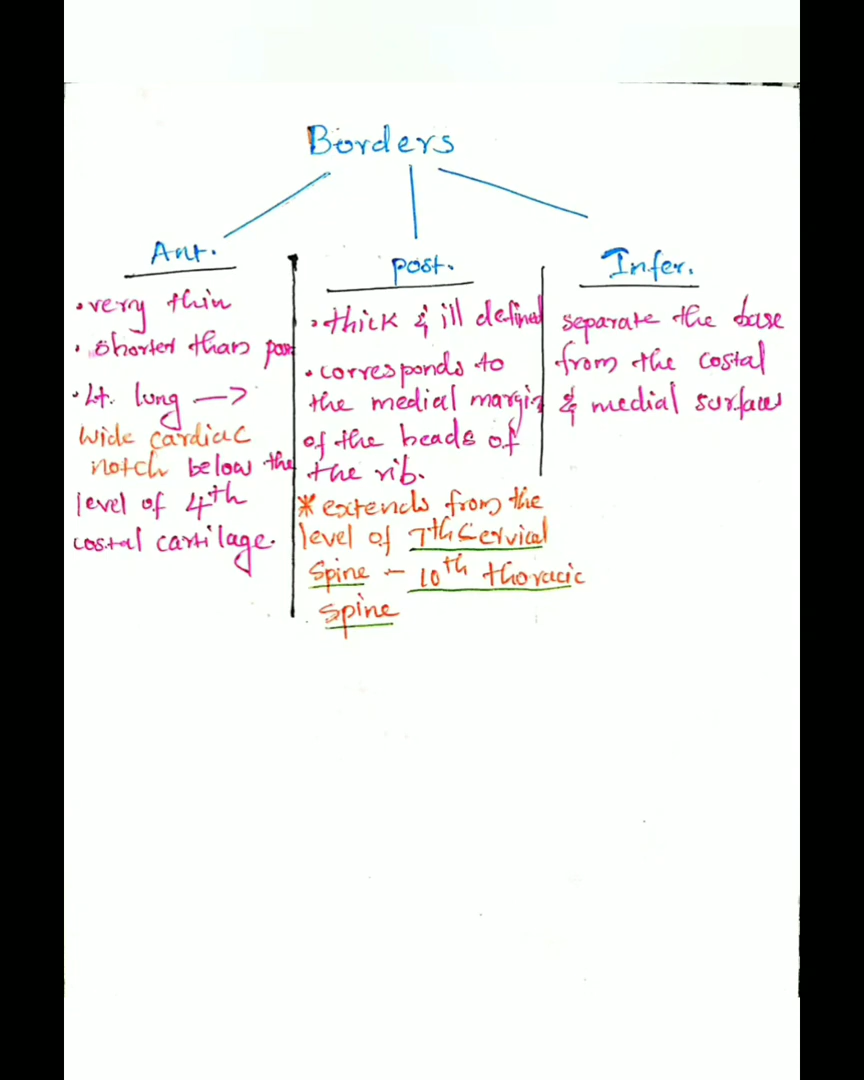 Borders
Ant.
• very thin
• shorter than pos
• Lt. lung →
wide cardiac
notch below the
level of 4th
costal cartilage.
post.
• thick & ill defined
• corresponds to
the medial margin
of the heads of
the rib.
* extends from the
level of 7th Cervical
spine - 10th thoracic
spine
Infer.
separate the base
from the costal
& medial surfaces